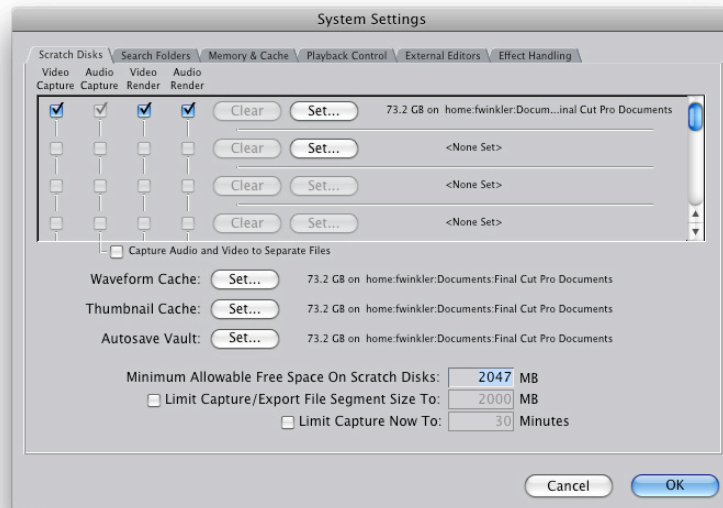 System Settings
Scratch Disks Search Folders Memory & Cache Playback Control External Editors Effect Handling
Video Audio Video Audio
Capture Capture Render Render
Clear Set... 73.2 GB on home:fwinkler:Docum...inal Cut Pro Documents
Clear Set... <None Set>
Clear Set... <None Set>
Clear Set... <None Set>
Capture Audio and Video to Separate Files
Waveform Cache: Set... 73.2 GB on home:fwinkler:Documents:Final Cut Pro Documents
Thumbnail Cache: Set... 73.2 GB on home:fwinkler:Documents:Final Cut Pro Documents
Autosave Vault: Set... 73.2 GB on home:fwinkler:Documents:Final Cut Pro Documents
Minimum Allowable Free Space On Scratch Disks: 2047 MB
Limit Capture/Export File Segment Size To: 2000 MB
Limit Capture Now To: 30 Minutes
Cancel OK